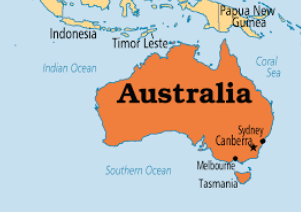 Papua New
Guinea
Indonesia
Timor Leste
Indian Ocean
Coral
Sea
Australia
Sydney
Canberra
Melbourne
Southern Ocean
Tasmania